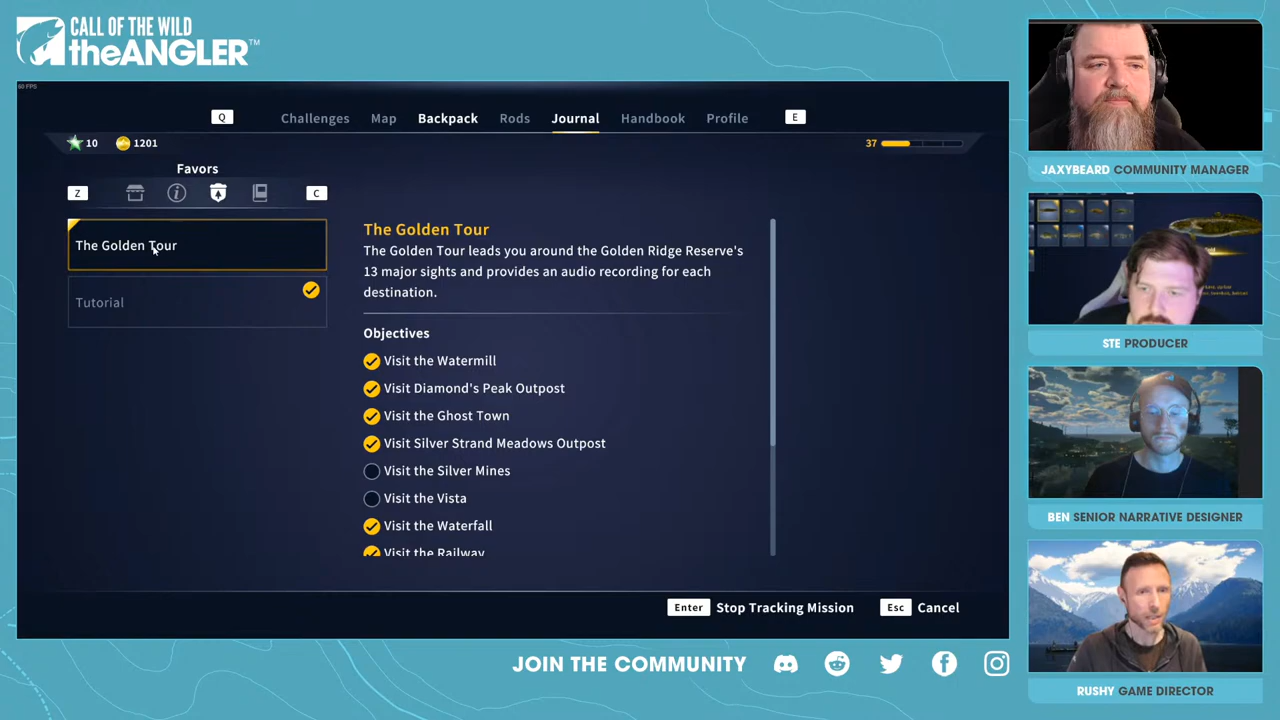 CALL OF THE WILD
theANGLER™
60 FPS
Q
Challenges
Map
Backpack
Rods
Journal
Handbook
Profile
E
10
1201
37
Favors
Z
C
The Golden Tour
Tutorial
The Golden Tour
The Golden Tour leads you around the Golden Ridge Reserve's
13 major sights and provides an audio recording for each
destination.
Objectives
Visit the Watermill
Visit Diamond's Peak Outpost
Visit the Ghost Town
Visit Silver Strand Meadows Outpost
Visit the Silver Mines
Visit the Vista
Visit the Waterfall
Visit the Railway
Enter Stop Tracking Mission
Esc Cancel
JOIN THE COMMUNITY
JAXYBEARD COMMUNITY MANAGER
STE PRODUCER
BEN SENIOR NARRATIVE DESIGNER
RUSHY GAME DIRECTOR